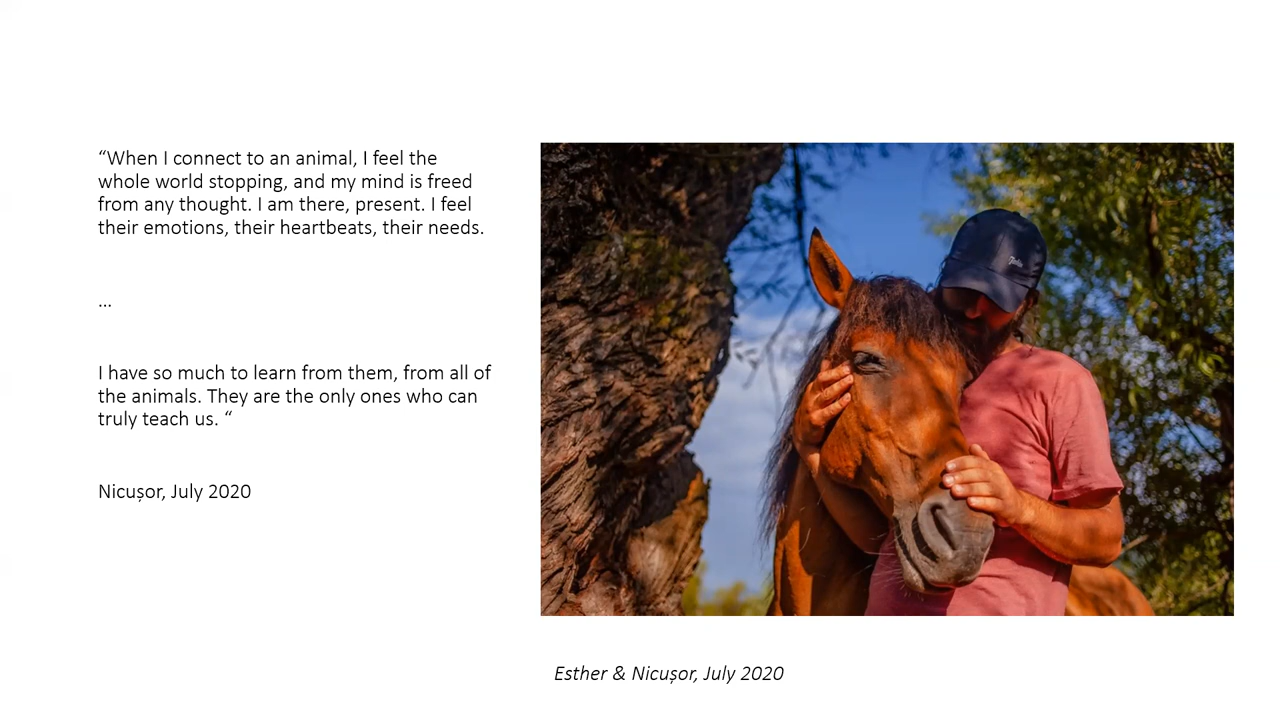 “When I connect to an animal, I feel the
whole world stopping, and my mind is freed
from any thought. I am there, present. I feel
their emotions, their heartbeats, their needs.
...
I have so much to learn from them, from all of
the animals. They are the only ones who can
truly teach us. “
Nicușor, July 2020
Esther & Nicușor, July 2020